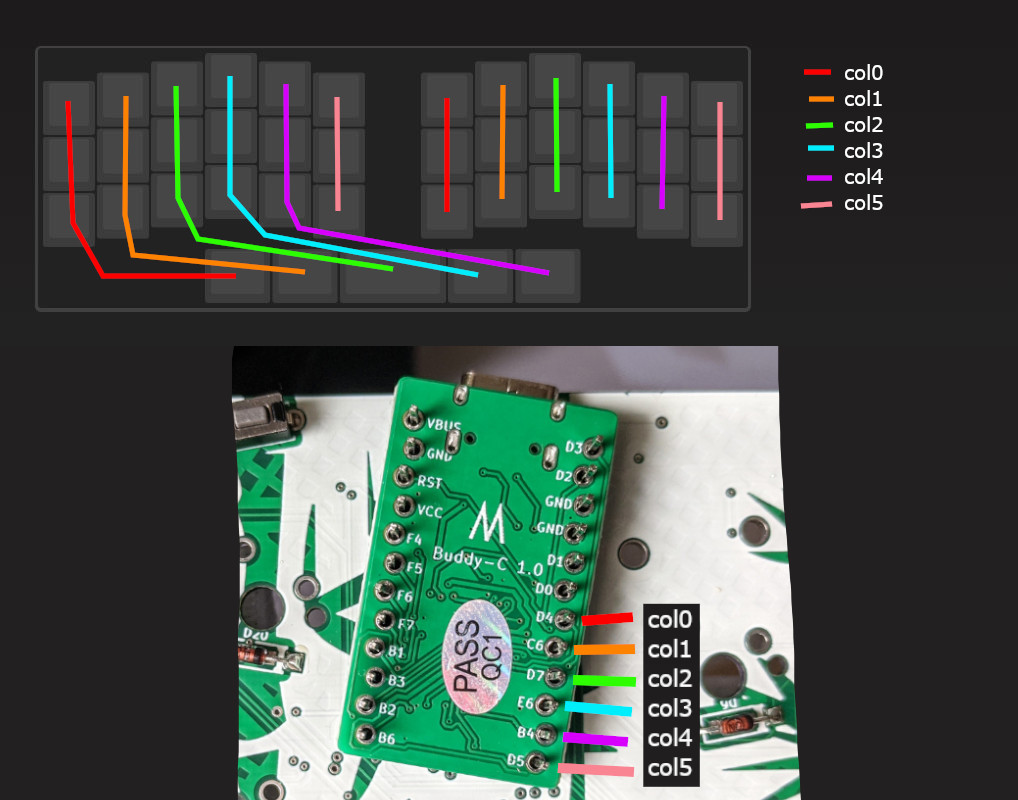 col0
col1
col2
col3
col4
col5
VBUS
GND
RST
VCC
F4
F5
F6
F7
B1
B3
B2
B6
D3
D2
GND
GND
D1
D0
D4
C6
D7
E6
B4
D5
Buddy-C 1.0
PASS
QC1
D20
col0
col1
col2
col3
col4
col5